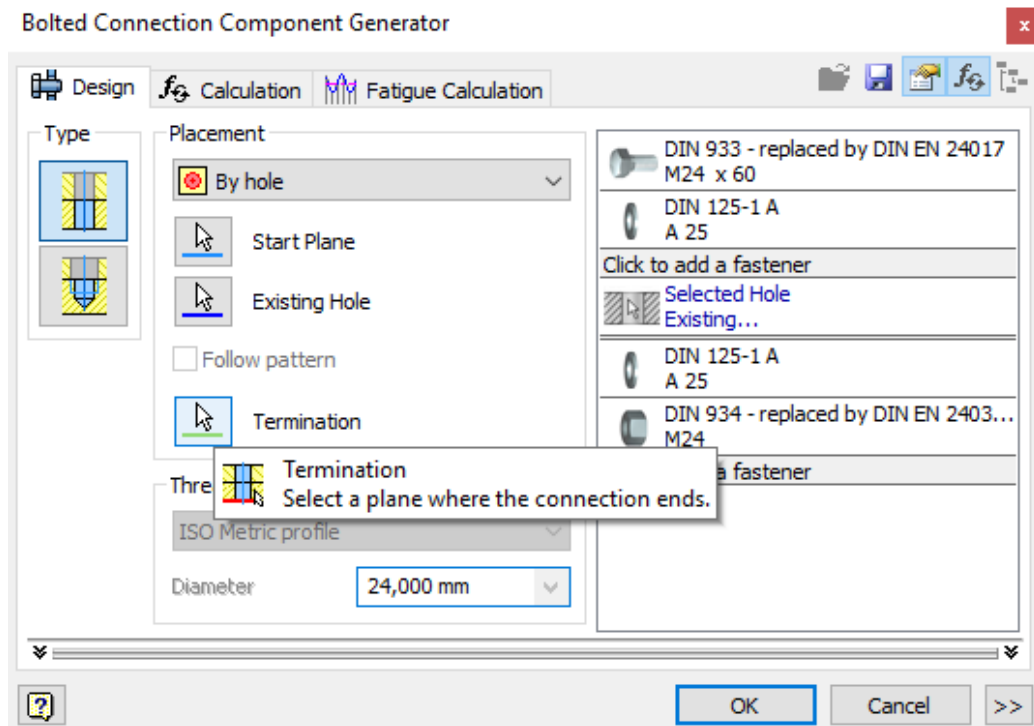 Bolted Connection Component Generator
x
Design
Calculation
Fatigue Calculation
Type
Placement
By hole
Start Plane
Existing Hole
Follow pattern
Termination
Termination
Select a plane where the connection ends.
Thre
ISO Metric profile
Diameter
24,000 mm
DIN 933 - replaced by DIN EN 24017
M24 x 60
DIN 125-1 A
A 25
Click to add a fastener
Selected Hole
Existing...
DIN 125-1 A
A 25
DIN 934 - replaced by DIN EN 2403...
M24
a fastener
?
OK
Cancel
>>